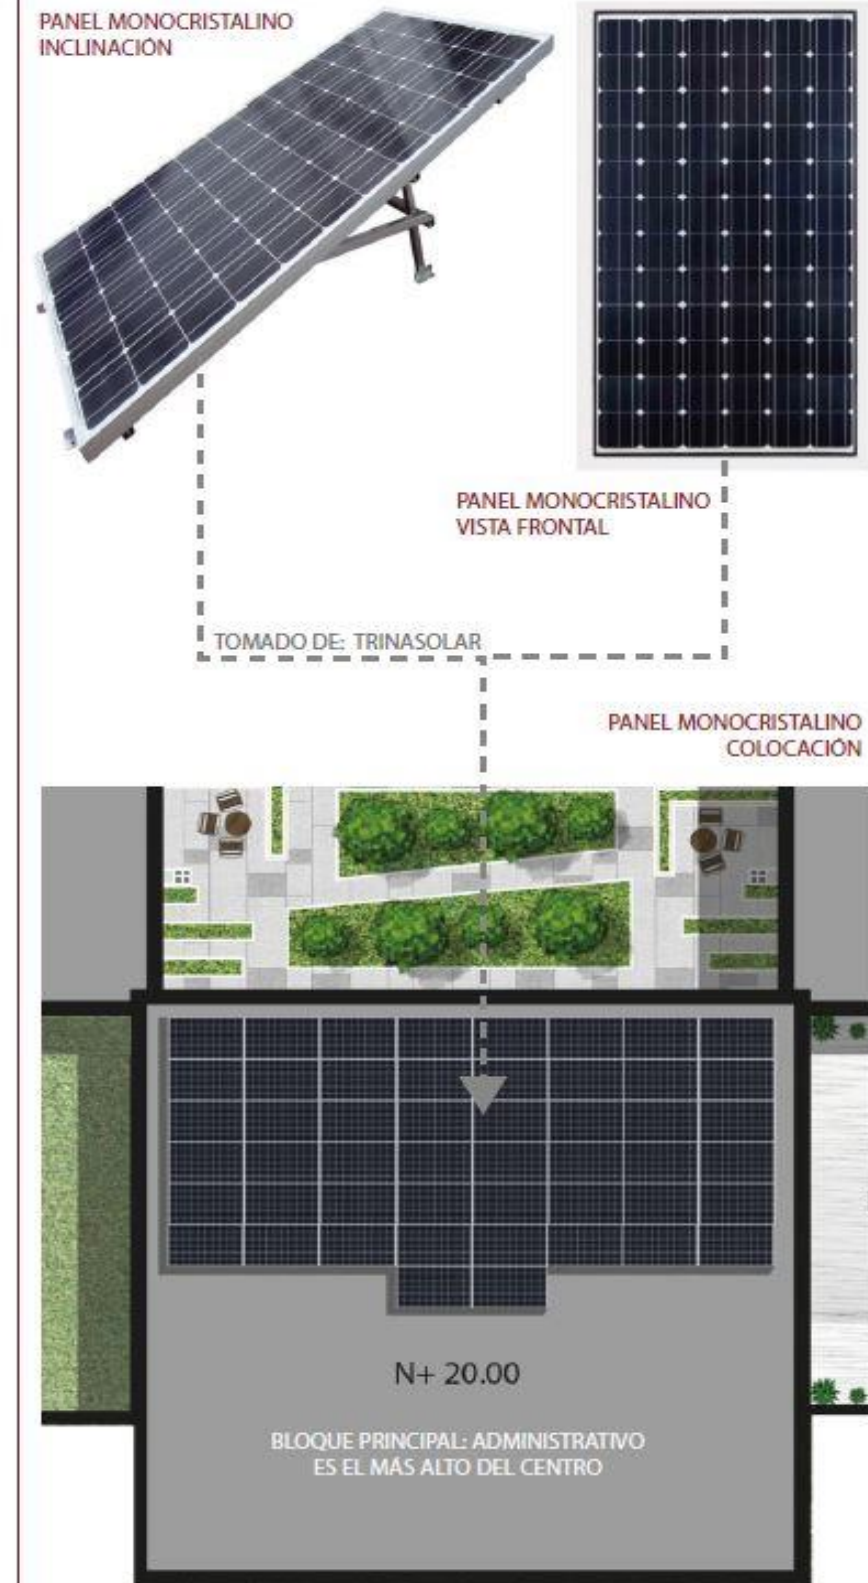 PANEL MONOCRISTALINO
INCLINACIÓN
PANEL MONOCRISTALINO
VISTA FRONTAL
TOMADO DE: TRINASOLAR
PANEL MONOCRISTALINO
COLOCACIÓN
N+ 20.00
BLOQUE PRINCIPAL: ADMINISTRATIVO
ES EL MÁS ALTO DEL CENTRO